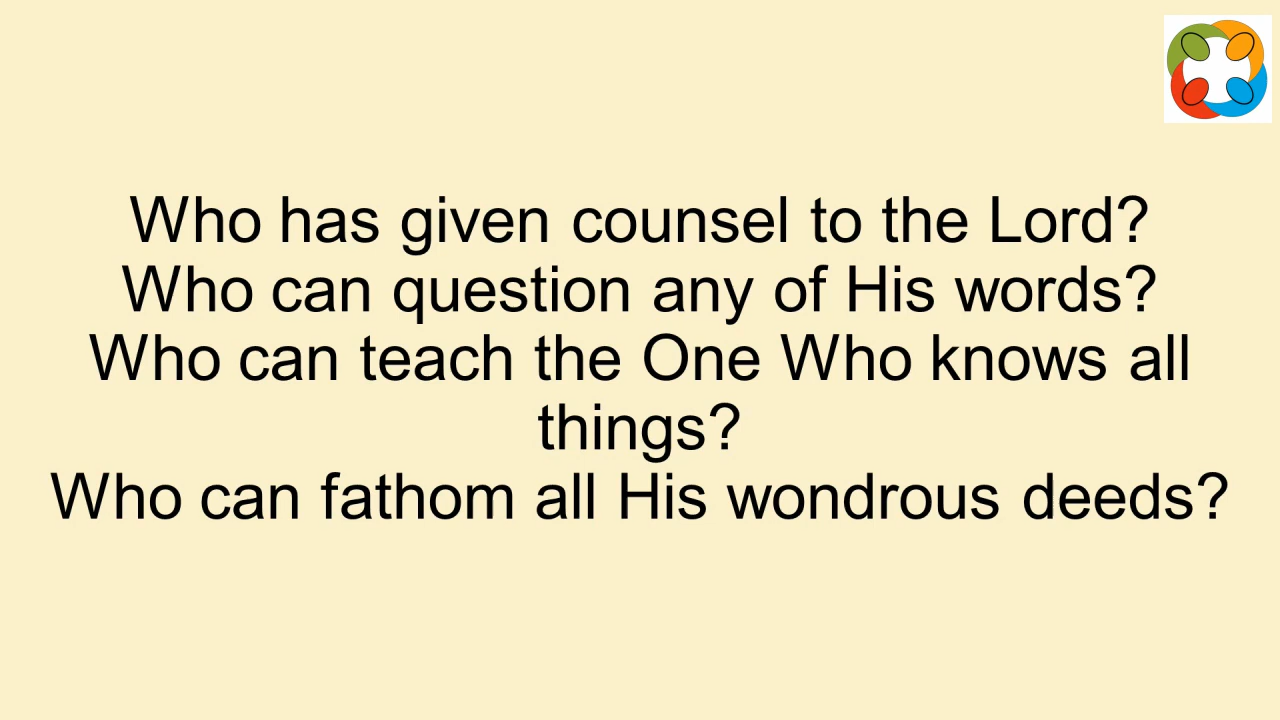 Who has given counsel to the Lord?
Who can question any of His words?
Who can teach the One Who knows all
things?
Who can fathom all His wondrous deeds?